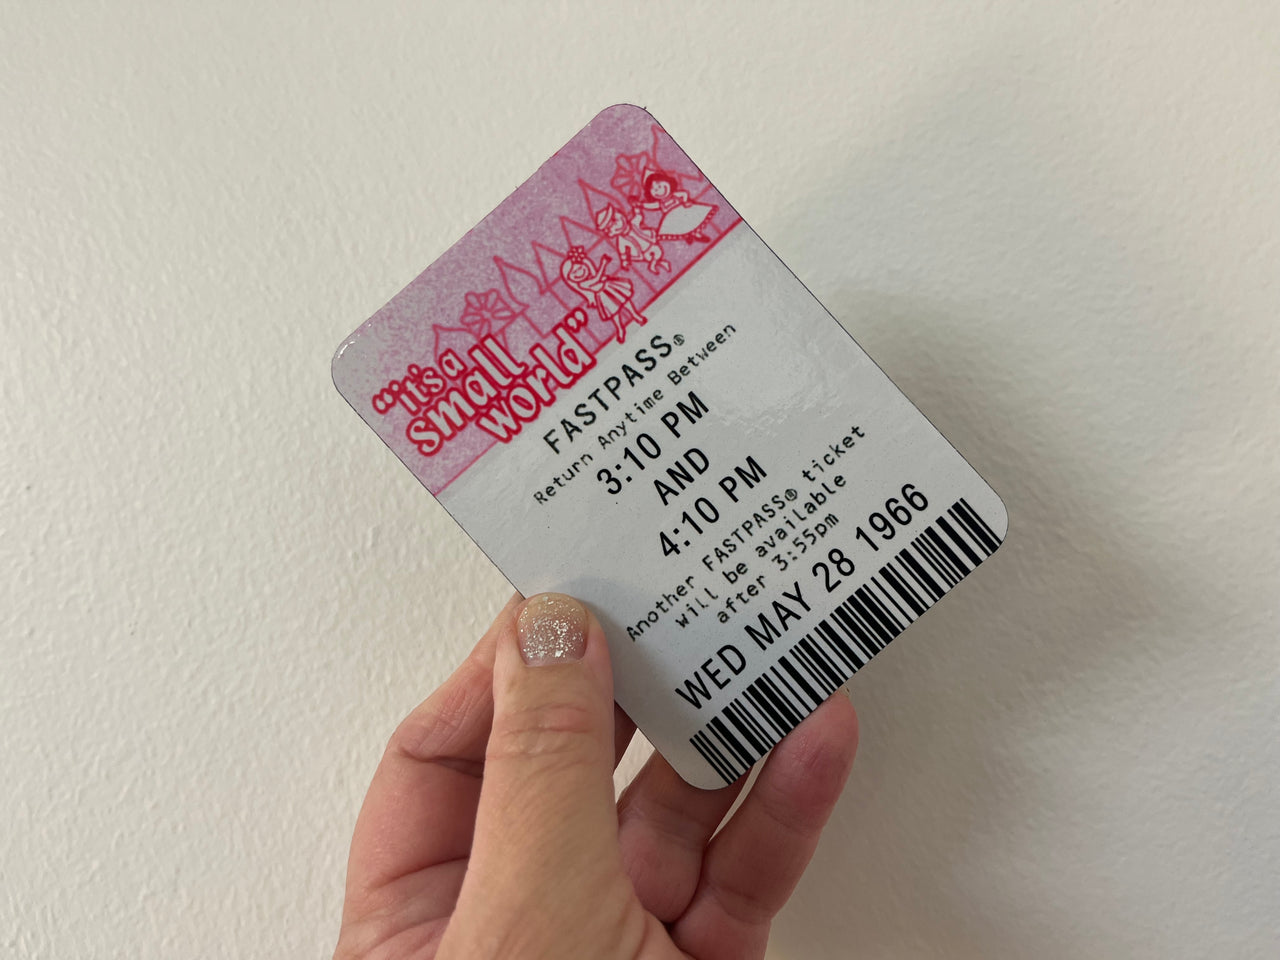 "it's a
small
world"
FASTPASS®
Return Anytime Between
3:10 PM
AND
4:10 PM
Another FASTPASS® ticket
will be available
after 3:55pm
WED MAY 28 1966